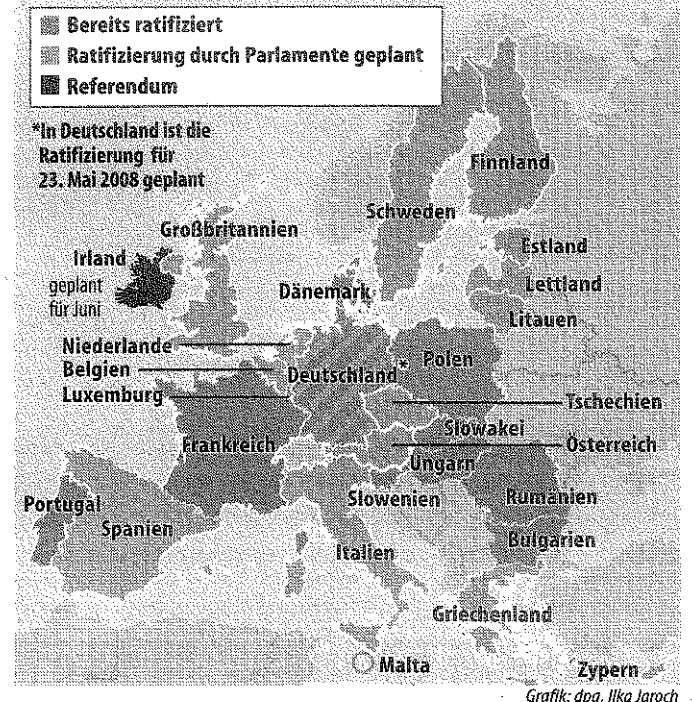 Bereits ratifiziert
Ratifizierung durch Parlamente geplant
Referendum
*In Deutschland ist die
Ratifizierung für
23. Mai 2008 geplant
Finnland
Schweden
Großbritannien
Estland
Irland
geplant
für Juni
Lettland
Dänemark
Litauen
Niederlande
Belgien
Deutschland*
Polen
Luxemburg
Tschechien
Slowakei
Frankreich
Österreich
Ungarn
Portugal
Slowenien
Rumänien
Spanien
Bulgarien
Italien
Griechenland
Malta
Zypern
Grafik: dpa, Ilka Jaroch